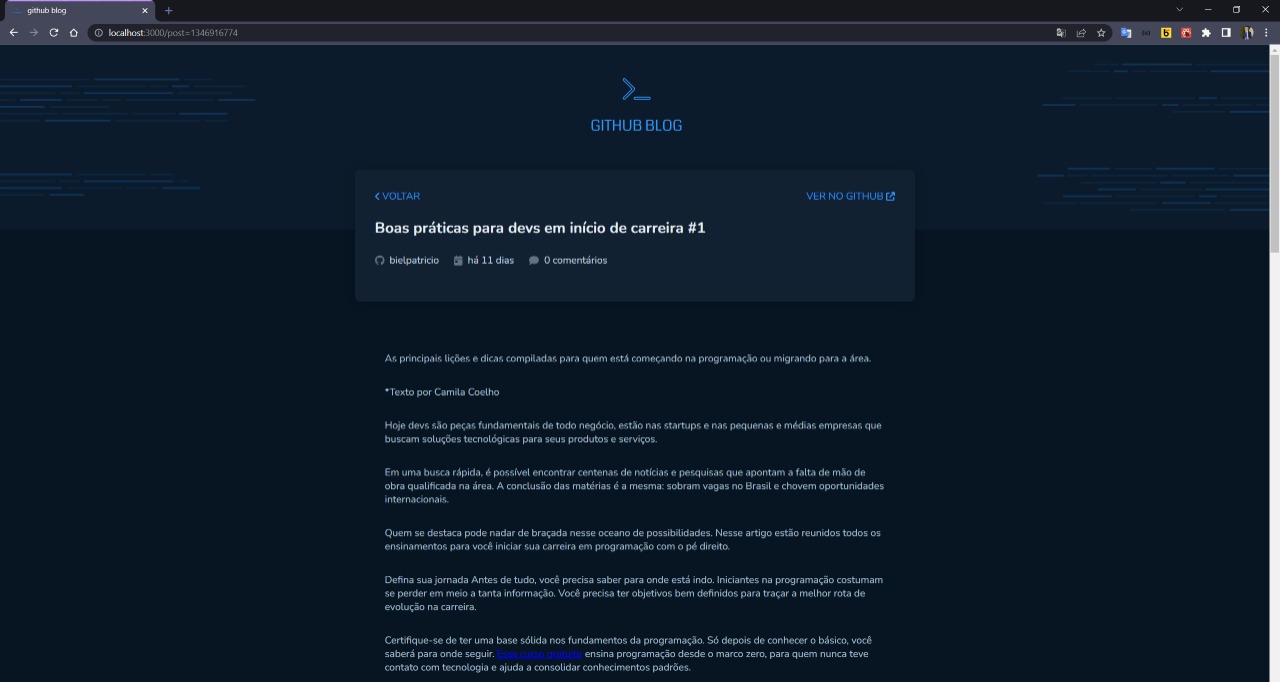 github blog
localhost:3000/post=1346916774
GITHUB BLOG
VOLTAR
VER NO GITHUB
Boas práticas para devs em início de carreira #1
bielpatricio
há 11 dias
0 comentários
As principais lições e dicas compiladas para quem está começando na programação ou migrando para a área.
*Texto por Camila Coelho
Hoje devs são peças fundamentais de todo negócio, estão nas startups e nas pequenas e médias empresas que
buscam soluções tecnológicas para seus produtos e serviços.
Em uma busca rápida, é possível encontrar centenas de notícias e pesquisas que apontam a falta de mão de
obra qualificada na área. A conclusão das matérias é a mesma: sobram vagas no Brasil e chovem oportunidades
internacionais.
Quem se destaca pode nadar de braçada nesse oceano de possibilidades. Nesse artigo estão reunidos todos os
ensinamentos para você iniciar sua carreira em programação com o pé direito.
Defina sua jornada Antes de tudo, você precisa saber para onde está indo. Iniciantes na programação costumam
se perder em meio a tanta informação. Você precisa ter objetivos bem definidos para traçar a melhor rota de
evolução na carreira.
Certifique-se de ter uma base sólida nos fundamentos da programação. Só depois de conhecer o básico, você
saberá para onde seguir. Esse curso gratuito ensina programação desde o marco zero, para quem nunca teve
contato com tecnologia e ajuda a consolidar conhecimentos padrões.